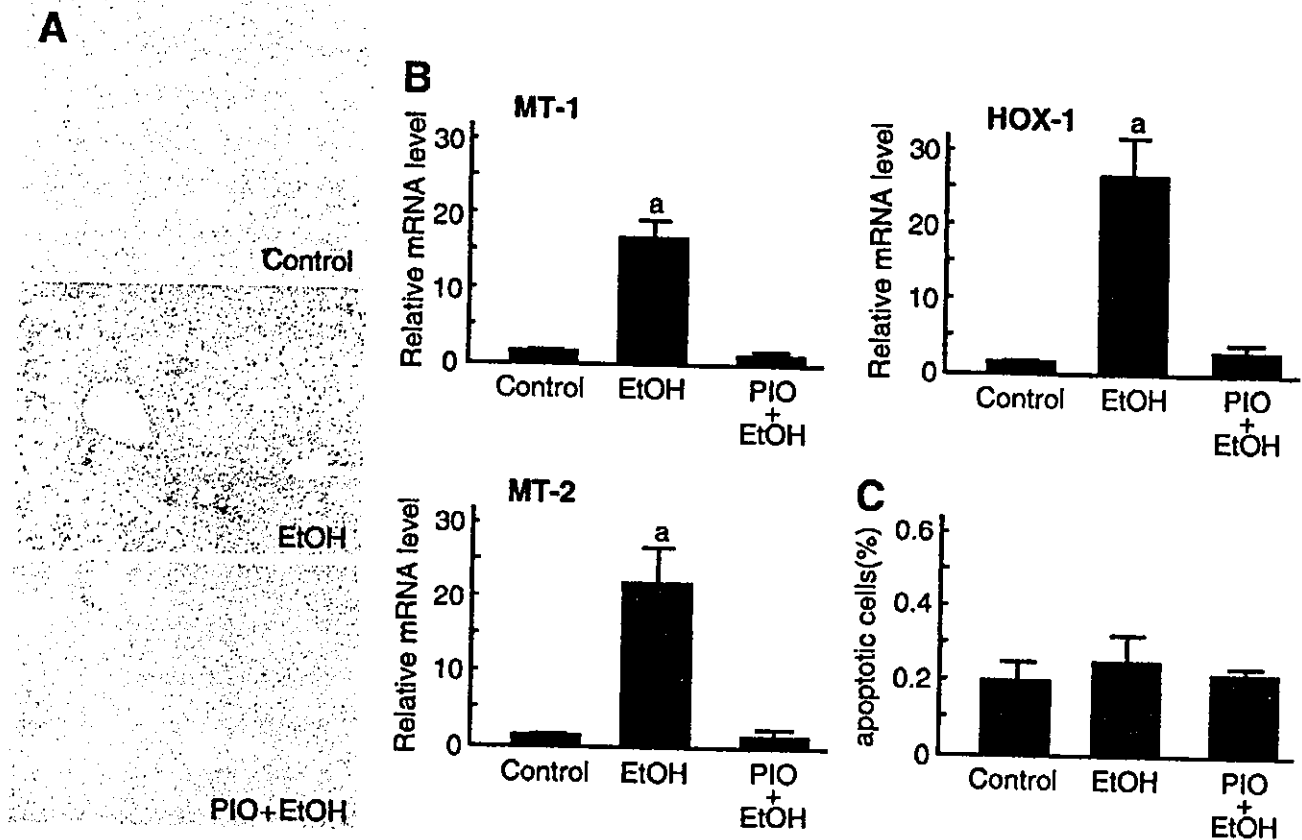 A
Control
EtOH
PIO+EtOH
B
MT-1
Relative mRNA level
30
20
10
0
a
Control
EtOH
PIO
+
EtOH
HOX-1
Relative mRNA level
30
20
10
0
a
Control
EtOH
PIO
+
EtOH
MT-2
Relative mRNA level
30
20
10
0
a
Control
EtOH
PIO
+
EtOH
C
apoptotic cells(%)
0.6
0.4
0.2
0
Control
EtOH
PIO
+
EtOH